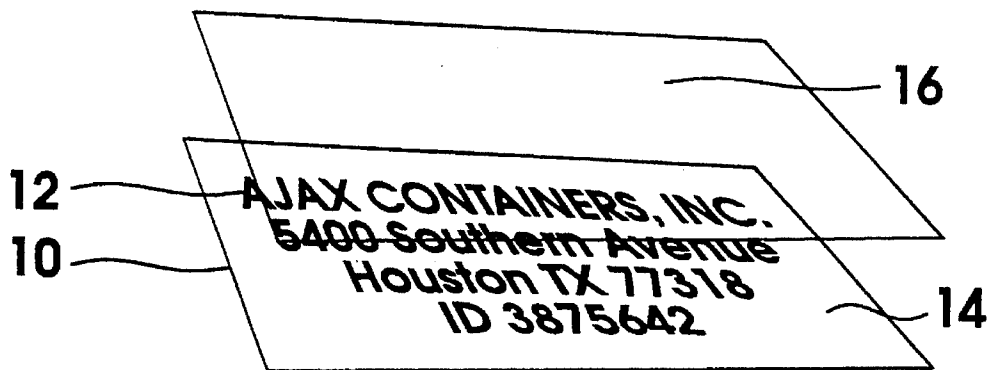 16
12
AJAX CONTAINERS, INC.
5400 Southern Avenue
10
Houston TX 77318
ID 3875642
14